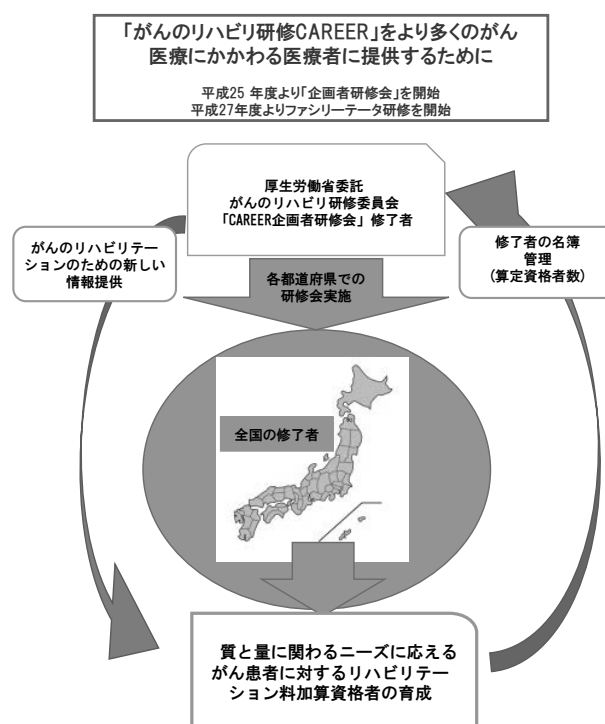 「がんのリハビリ研修CAREER」をより多くのがん
医療にかかわる医療者に提供するために
平成25 年度より「企画者研修会」を開始
平成27年度よりファシリーテータ研修を開始
厚生労働省委託
がんのリハビリ研修委員会
「CAREER企画者研修会」修了者
がんのリハビリテー
ションのための新しい
情報提供
修了者の名簿
管理
(算定資格者数)
各都道府県での
研修会実施
全国の修了者
質と量に関わるニーズに応える
がん患者に対するリハビリテー
ション料加算資格者の育成